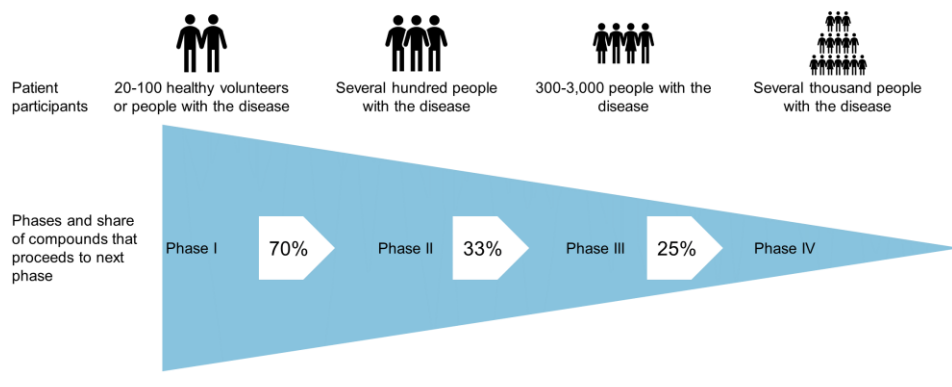 Patient
participants
20-100 healthy volunteers
or people with the disease
Several hundred people
with the disease
300-3,000 people with the
disease
Several thousand people
with the disease
Phases and share
of compounds that
proceeds to next
phase
Phase I
70%
Phase II
33%
Phase III
25%
Phase IV